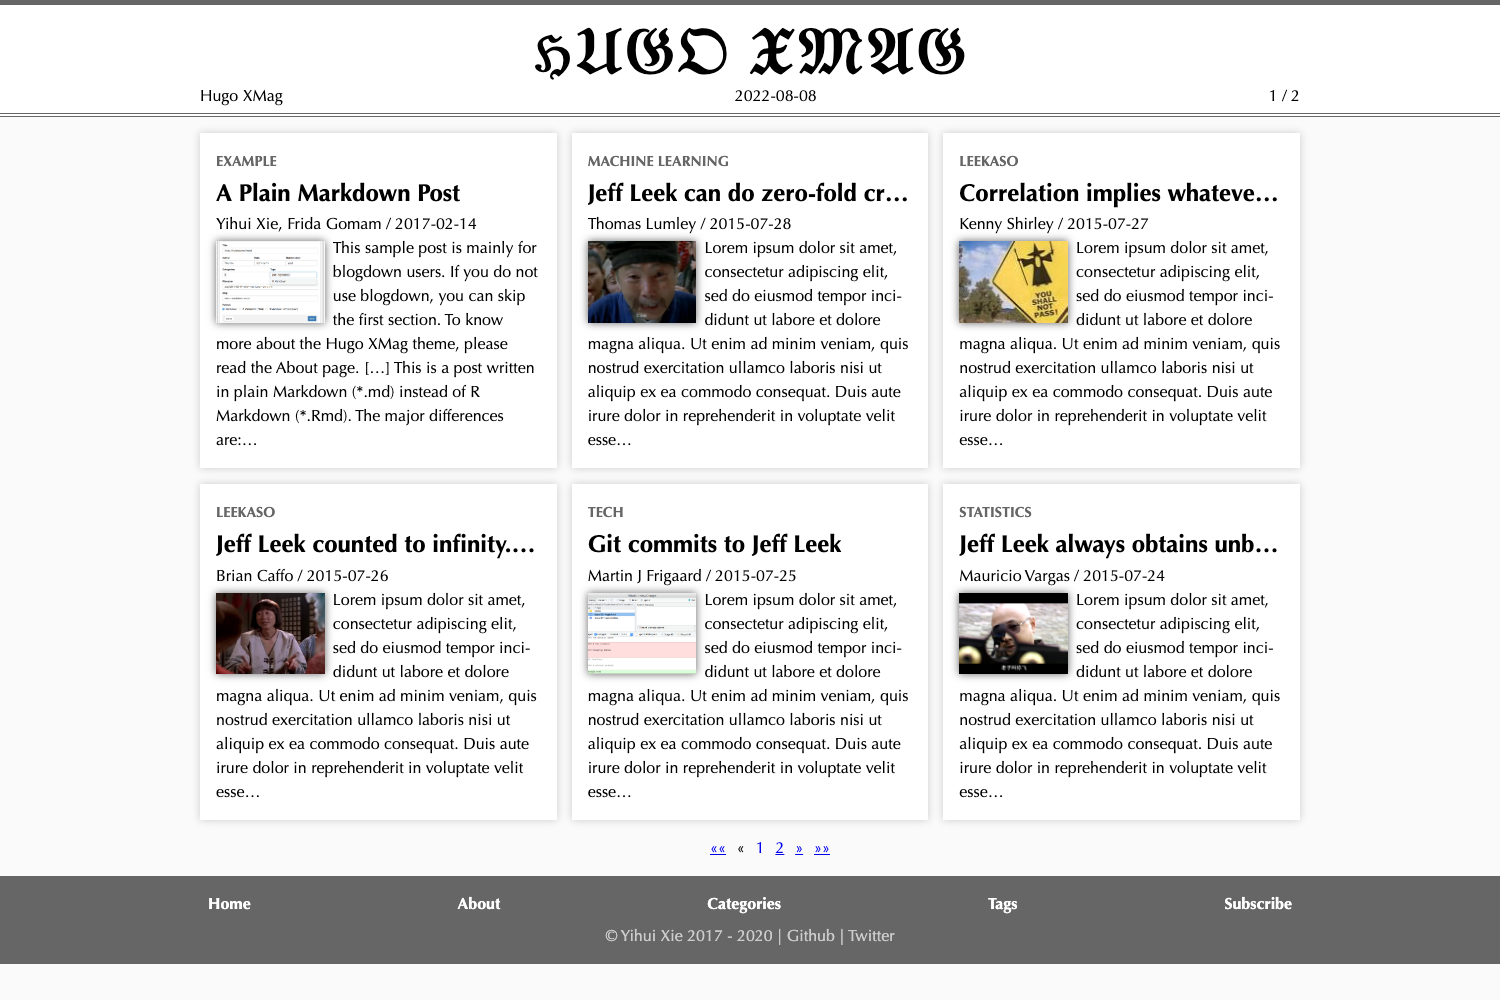 HUGO XMAG
Hugo XMag
2022-08-08
1 / 2
EXAMPLE
A Plain Markdown Post
Yihui Xie, Frida Gomam / 2017-02-14
This sample post is mainly for
blogdown users. If you do not
use blogdown, you can skip
the first section. To know
more about the Hugo XMag theme, please
read the About page. […] This is a post written
in plain Markdown (*.md) instead of R
Markdown (*.Rmd). The major differences
are:…
MACHINE LEARNING
Jeff Leek can do zero-fold cr…
Thomas Lumley / 2015-07-28
Lorem ipsum dolor sit amet,
consectetur adipiscing elit,
sed do eiusmod tempor inci-
didunt ut labore et dolore
magna aliqua. Ut enim ad minim veniam, quis
nostrud exercitation ullamco laboris nisi ut
aliquip ex ea commodo consequat. Duis aute
irure dolor in reprehenderit in voluptate velit
esse…
LEEKASO
Correlation implies whateve…
Kenny Shirley / 2015-07-27
YOU
SHALL
NOT
PASS!
Lorem ipsum dolor sit amet,
consectetur adipiscing elit,
sed do eiusmod tempor inci-
didunt ut labore et dolore
magna aliqua. Ut enim ad minim veniam, quis
nostrud exercitation ullamco laboris nisi ut
aliquip ex ea commodo consequat. Duis aute
irure dolor in reprehenderit in voluptate velit
esse…
LEEKASO
Jeff Leek counted to infinity.…
Brian Caffo / 2015-07-26
Lorem ipsum dolor sit amet,
consectetur adipiscing elit,
sed do eiusmod tempor inci-
didunt ut labore et dolore
magna aliqua. Ut enim ad minim veniam, quis
nostrud exercitation ullamco laboris nisi ut
aliquip ex ea commodo consequat. Duis aute
irure dolor in reprehenderit in voluptate velit
esse…
TECH
Git commits to Jeff Leek
Martin J Frigaard / 2015-07-25
Lorem ipsum dolor sit amet,
consectetur adipiscing elit,
sed do eiusmod tempor inci-
didunt ut labore et dolore
magna aliqua. Ut enim ad minim veniam, quis
nostrud exercitation ullamco laboris nisi ut
aliquip ex ea commodo consequat. Duis aute
irure dolor in reprehenderit in voluptate velit
esse…
STATISTICS
Jeff Leek always obtains unb…
Mauricio Vargas / 2015-07-24
Lorem ipsum dolor sit amet,
consectetur adipiscing elit,
sed do eiusmod tempor inci-
didunt ut labore et dolore
magna aliqua. Ut enim ad minim veniam, quis
nostrud exercitation ullamco laboris nisi ut
aliquip ex ea commodo consequat. Duis aute
irure dolor in reprehenderit in voluptate velit
esse…
«« « 1 2 » »»
Home
About
Categories
Tags
Subscribe
© Yihui Xie 2017 - 2020 | Github | Twitter